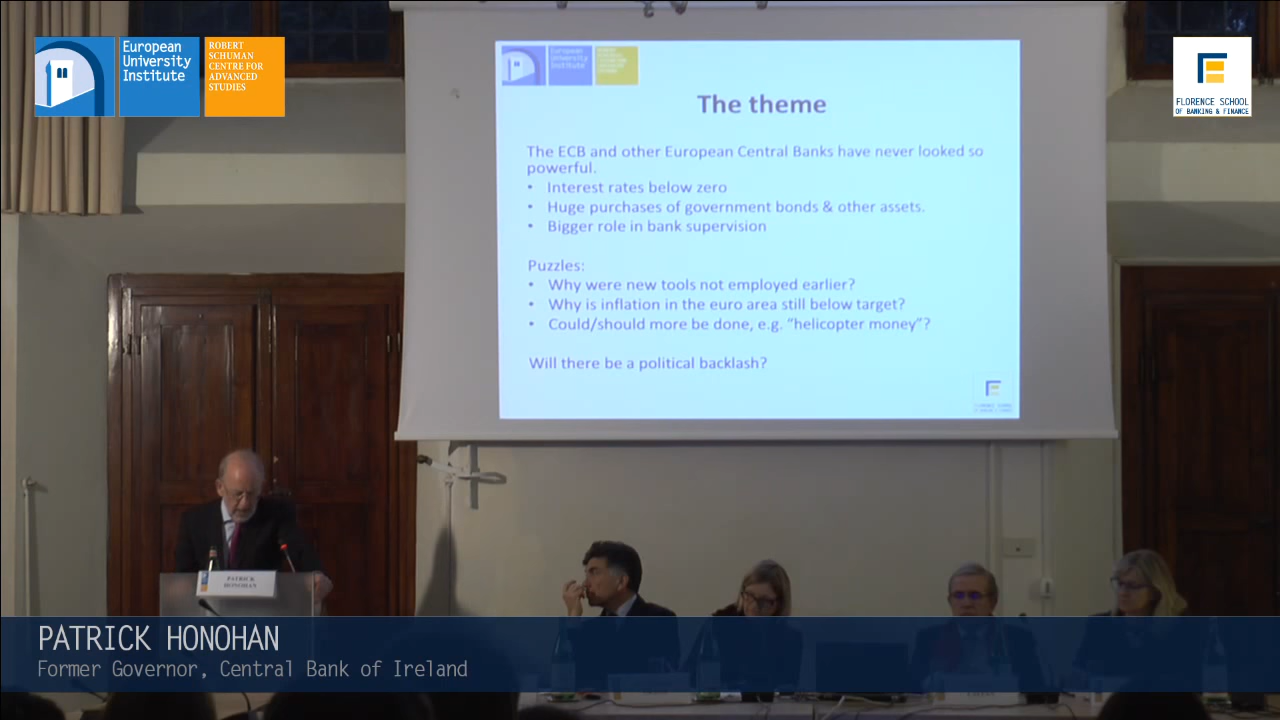 European
University
Institute
ROBERT
SCHUMAN
CENTRE FOR
ADVANCED
STUDIES
FLORENCE SCHOOL
OF BANKING & FINANCE
European
University
Institute
The theme
The ECB and other European Central Banks have never looked so
powerful.
• Interest rates below zero
• Huge purchases of government bonds & other assets.
• Bigger role in bank supervision
Puzzles:
• Why were new tools not employed earlier?
• Why is inflation in the euro area still below target?
• Could/should more be done, e.g. “helicopter money”?
Will there be a political backlash?
PATRICK
HONOHAN
PATRICK HONOHAN
Former Governor, Central Bank of Ireland